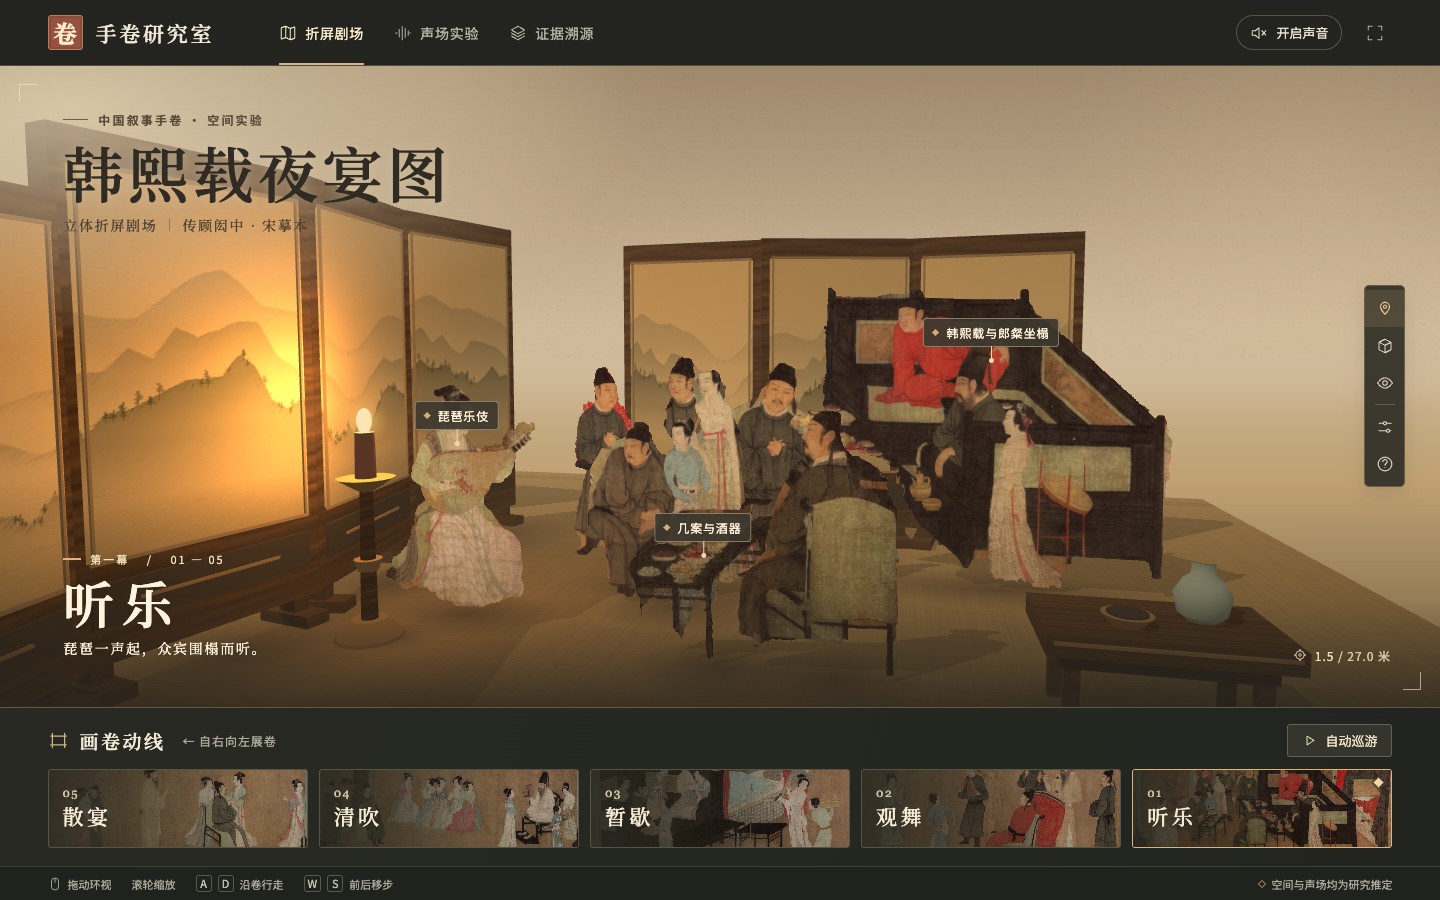 卷 手卷研究室 折屏剧场 声场实验 证据溯源 开启声音
中国叙事手卷 · 空间实验
韩熙载夜宴图
立体折屏剧场 | 传顾闳中 · 宋摹本
韩熙载与郎粲坐榻
琵琶乐伎
几案与酒器
第一幕 / 01 — 05
听乐
琵琶一声起，众宾围榻而听。
1.5 / 27.0 米
画卷动线 ← 自右向左展卷 自动巡游
05 散宴
04 清吹
03 暂歇
02 观舞
01 听乐
拖动环视 滚轮缩放 A D 沿卷行走 W S 前后移步
空间与声场均为研究推定